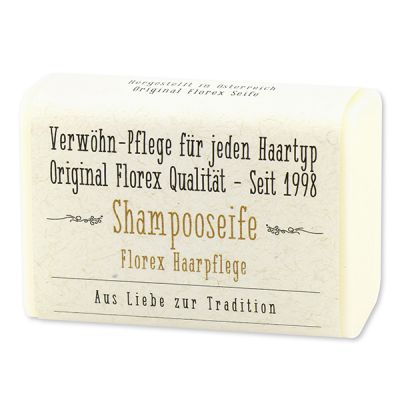 Hergestellt in Österreich
Original Florex Seife
Verwöhn-Pflege für jeden Haartyp
Original Florex Qualität - Seit 1998
Shampooseife
Florex Haarpflege
Aus Liebe zur Tradition